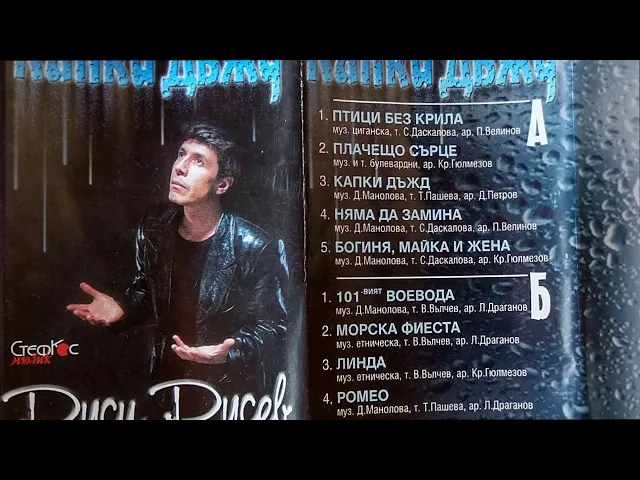 Капки дъжд
Стефкос
МЮЗИК
Руси Русев
Капки дъжд
А
1. ПТИЦИ БЕЗ КРИЛА
муз. циганска, т. С.Даскалова, ар. П.Велинов
2. ПЛАЧЕЩО СЪРЦЕ
муз. и т. булевардни, ар. Кр.Гюлмезов
3. КАПКИ ДЪЖД
муз. Д.Манолова, т. Т.Пашева, ар. Д.Петров
4. НЯМА ДА ЗАМИНА
муз. Д.Манолова, т. С.Даскалова, ар. П.Велинов
5. БОГИНЯ, МАЙКА И ЖЕНА
муз. Д.Манолова, т. С.Даскалова, ар. Кр.Гюлмезов
Б
1. 101-вият ВОЕВОДА
муз. Д.Манолова, т. В.Вълчев, ар. Л.Драганов
2. МОРСКА ФИЕСТА
муз. етническа, т. В.Вълчев, ар. Л.Драганов
3. ЛИНДА
муз. етническа, т. В.Вълчев, ар. Кр.Гюлмезов
4, РОМЕО
муз. Д.Манолова, т. Т.Пашева, ар. Л.Драганов